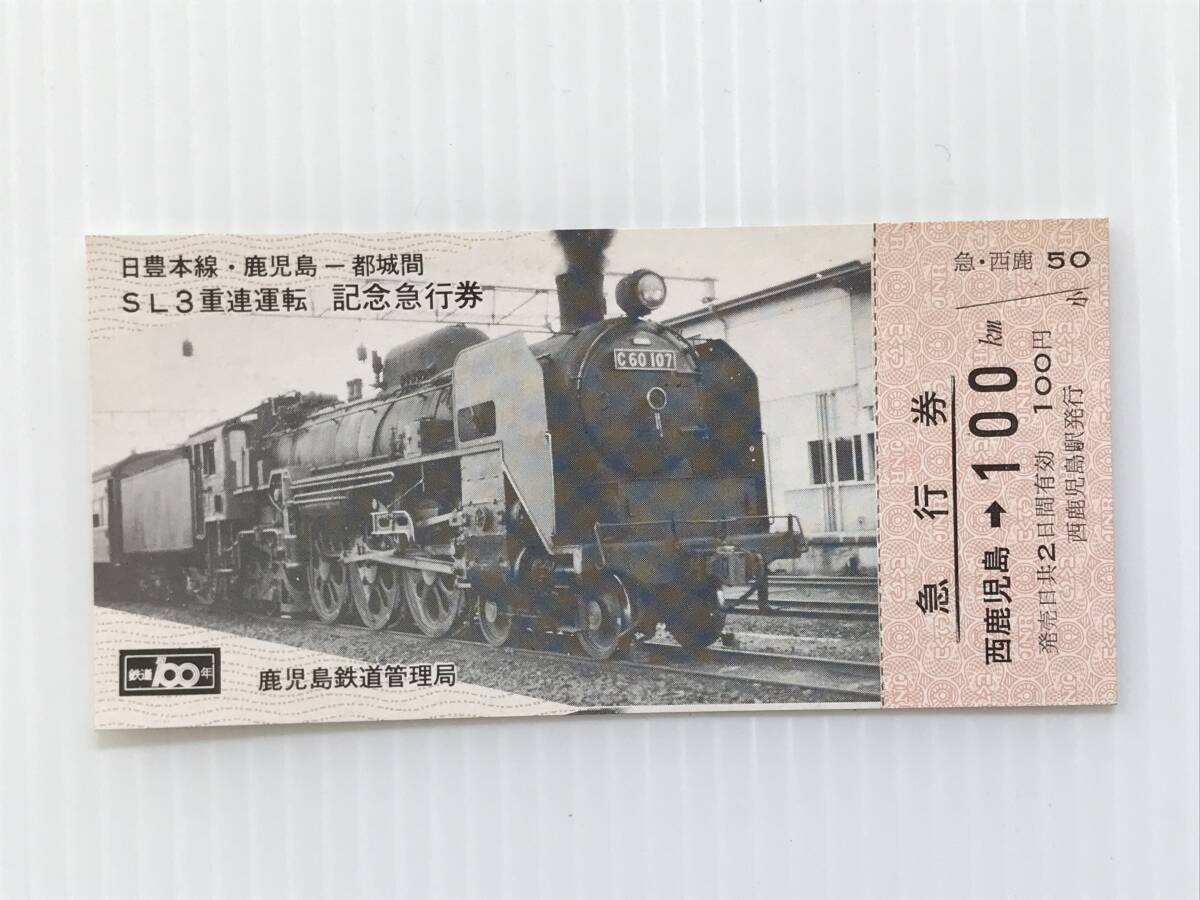 日豊本線・鹿児島ー都城間
SL3重連運転 記念急行券
C60 107
鉄道100年
鹿児島鉄道管理局
急・西鹿 50
小
急行券
西鹿児島➔100km
発売日共2日間有効 100円
西鹿児島駅発行